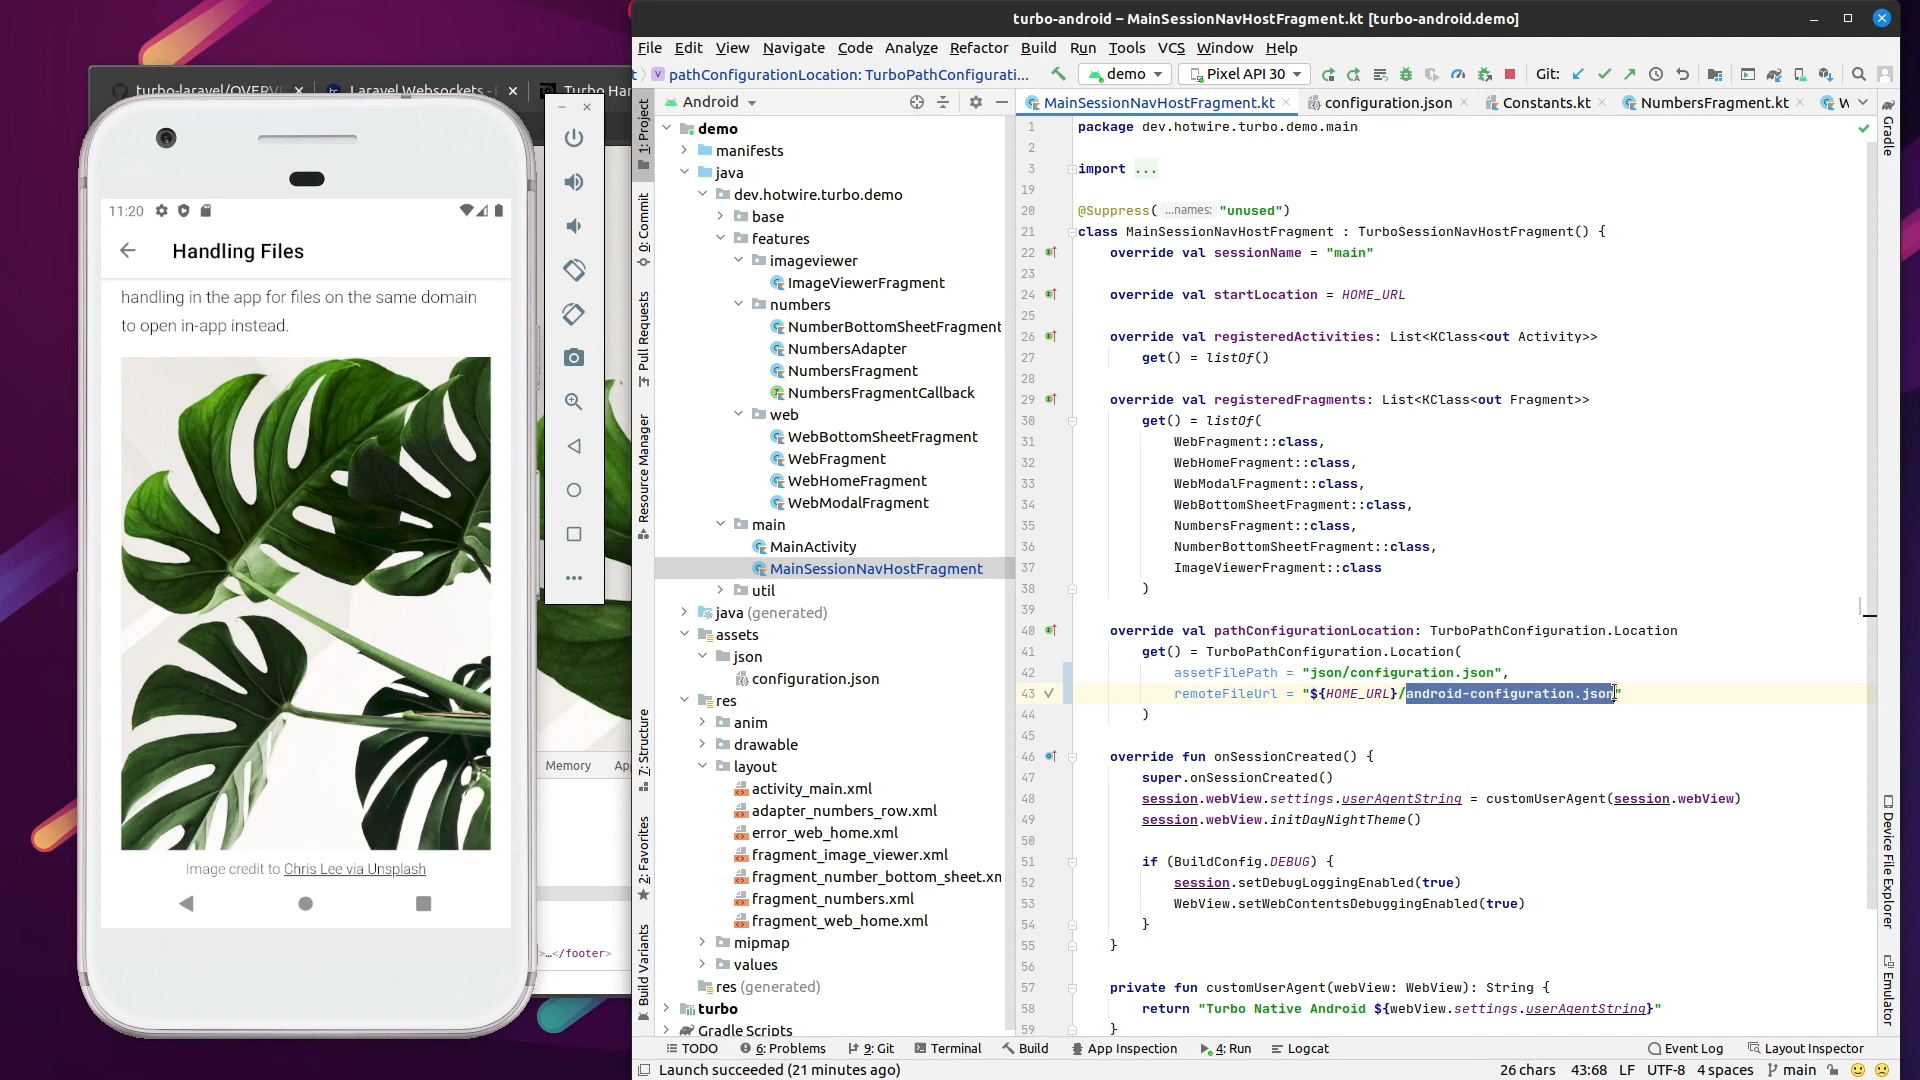 turbo-android – MainSessionNavHostFragment.kt [turbo-android.demo]
File Edit View Navigate Code Analyze Refactor Build Run Tools VCS Window Help
pathConfigurationLocation: TurboPathConfigurati... demo Pixel API 30 Git:
turbo-laravel/OVERVI Laravel Websockets - F Turbo Har
Android
MainSessionNavHostFragment.kt configuration.json Constants.kt NumbersFragment.kt W
1: Project
0: Commit
Pull Requests
Resource Manager
7: Structure
2: Favorites
Build Variants
demo
manifests
java
dev.hotwire.turbo.demo
base
features
imageviewer
ImageViewerFragment
numbers
NumberBottomSheetFragment
NumbersAdapter
NumbersFragment
NumbersFragmentCallback
web
WebBottomSheetFragment
WebFragment
WebHomeFragment
WebModalFragment
main
MainActivity
MainSessionNavHostFragment
util
java (generated)
assets
json
configuration.json
res
anim
drawable
layout
activity_main.xml
adapter_numbers_row.xml
error_web_home.xml
fragment_image_viewer.xml
fragment_number_bottom_sheet.xn
fragment_numbers.xml
fragment_web_home.xml
mipmap
values
res (generated)
turbo
Gradle Scripts
1 package dev.hotwire.turbo.demo.main
2
3 import ...
19
20 @Suppress( ...names: "unused")
21 class MainSessionNavHostFragment : TurboSessionNavHostFragment() {
22 override val sessionName = "main"
23
24 override val startLocation = HOME_URL
25
26 override val registeredActivities: List<KClass<out Activity>>
27 get() = listOf()
28
29 override val registeredFragments: List<KClass<out Fragment>>
30 get() = listOf(
31 WebFragment::class,
32 WebHomeFragment::class,
33 WebModalFragment::class,
34 WebBottomSheetFragment::class,
35 NumbersFragment::class,
36 NumberBottomSheetFragment::class,
37 ImageViewerFragment::class
38 )
39
40 override val pathConfigurationLocation: TurboPathConfiguration.Location
41 get() = TurboPathConfiguration.Location(
42 assetFilePath = "json/configuration.json",
43 remoteFileUrl = "${HOME_URL}/android-configuration.json"
44 )
45
46 override fun onSessionCreated() {
47 super.onSessionCreated()
48 session.webView.settings.userAgentString = customUserAgent(session.webView)
49 session.webView.initDayNightTheme()
50
51 if (BuildConfig.DEBUG) {
52 session.setDebugLoggingEnabled(true)
53 WebView.setWebContentsDebuggingEnabled(true)
54 }
55 }
56
57 private fun customUserAgent(webView: WebView): String {
58 return "Turbo Native Android ${webView.settings.userAgentString}"
59 }
Gradle
Device File Explorer
Emulator
TODO 6: Problems 9: Git Terminal Build App Inspection 4: Run Logcat Event Log Layout Inspector
Launch succeeded (21 minutes ago) 26 chars 43:68 LF UTF-8 4 spaces main
11:20
Handling Files
handling in the app for files on the same domain
to open in-app instead.
Image credit to Chris Lee via Unsplash
Memory Ap
>…</footer>